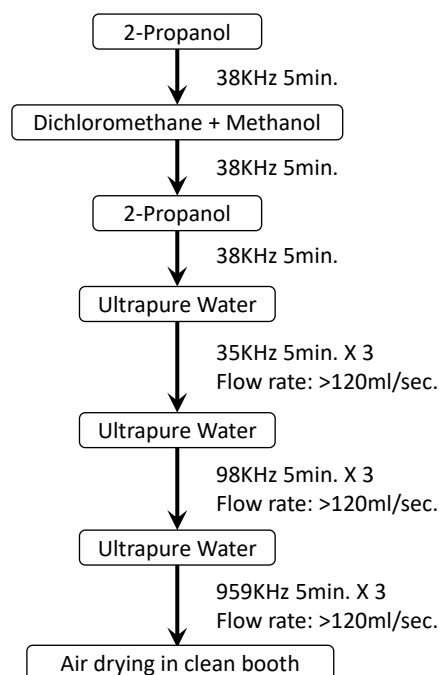 2-Propanol
38KHz 5min.
Dichloromethane + Methanol
38KHz 5min.
2-Propanol
38KHz 5min.
Ultrapure Water
35KHz 5min. X 3
Flow rate: >120ml/sec.
Ultrapure Water
98KHz 5min. X 3
Flow rate: >120ml/sec.
Ultrapure Water
959KHz 5min. X 3
Flow rate: >120ml/sec.
Air drying in clean booth